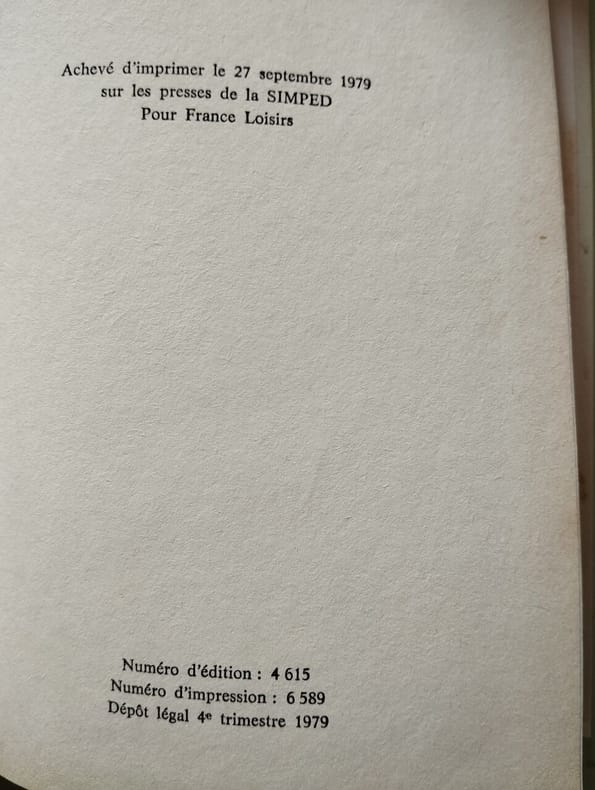 Achevé d'imprimer le 27 septembre 1979
sur les presses de la SIMPED
Pour France Loisirs
Numéro d'édition : 4 615
Numéro d'impression : 6 589
Dépôt légal 4e trimestre 1979